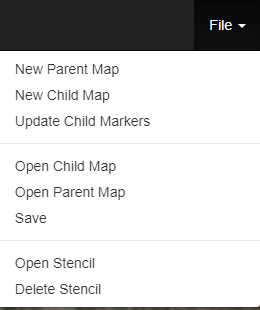 File
New Parent Map
New Child Map
Update Child Markers
Open Child Map
Open Parent Map
Save
Open Stencil
Delete Stencil